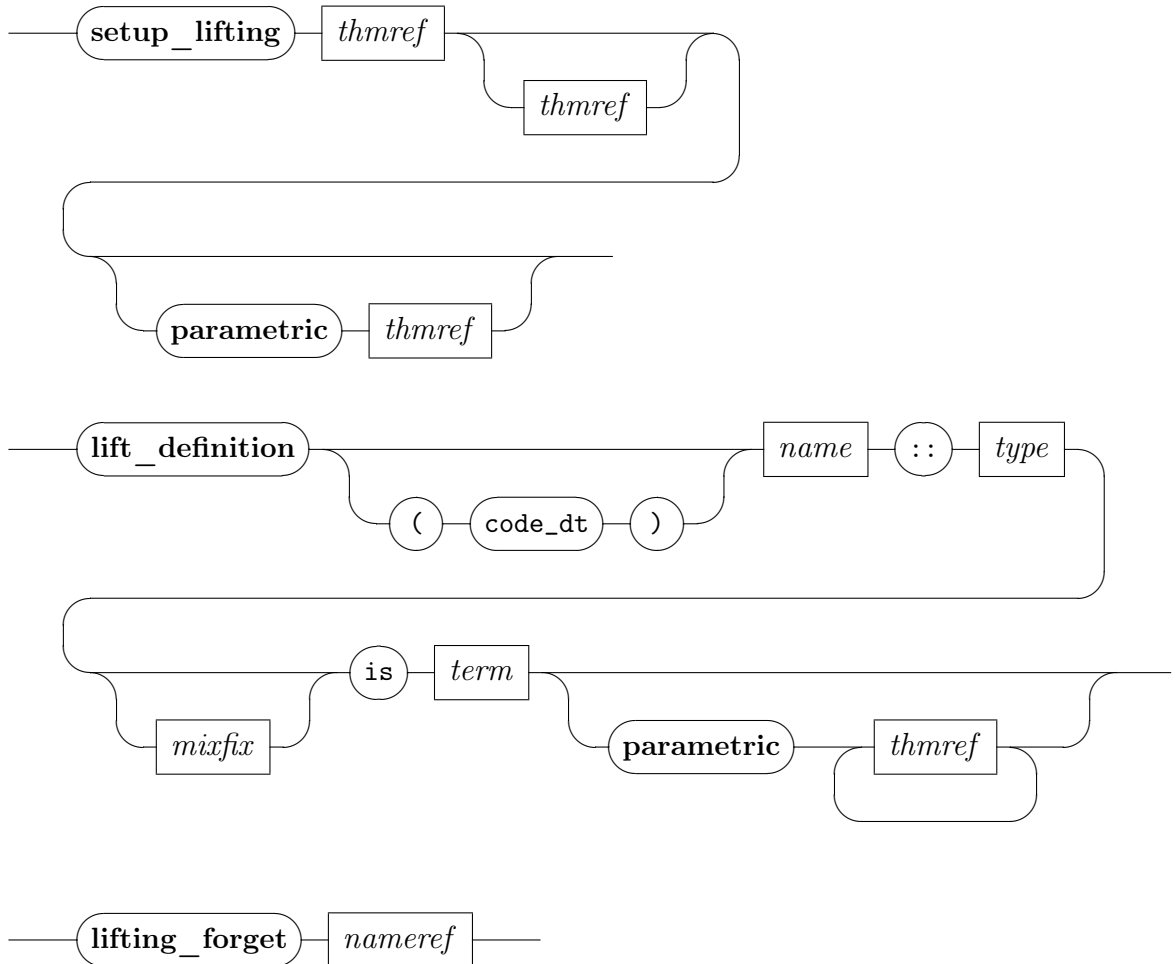 setup_lifting thmref
thmref
parametric thmref
lift_definition name :: type
( code_dt )
is term
mixfix parametric thmref
lifting_forget nameref